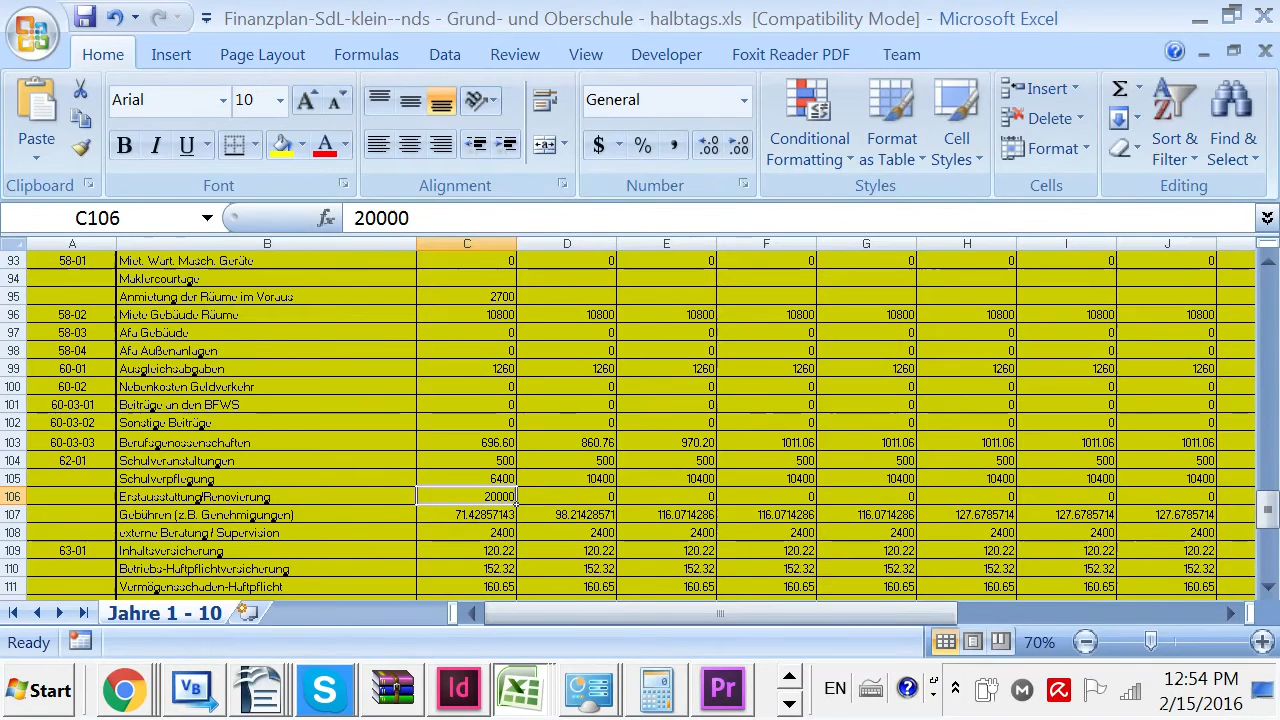 Finanzplan-SdL-klein--nds - Grund- und Oberschule - halbtags.xls [Compatibility Mode] - Microsoft Excel
Home Insert Page Layout Formulas Data Review View Developer Foxit Reader PDF Team
Arial 10 General Insert
Paste Delete
B I U A $ % , Conditional Formatting Format as Table Cell Styles Format Sort & Filter Find & Select
Clipboard Font Alignment Number Styles Cells Editing
C106 fx 20000
A B C D E F G H I J
93 58-01 Miet. Wart. Masch. Geräte 0 0 0 0 0 0 0 0
94 Maklercourtage
95 Anmietung der Räume im Voraus 2700
96 58-02 Miete Gebäude Räume 10800 10800 10800 10800 10800 10800 10800 10800
97 58-03 Afa Gebäude 0 0 0 0 0 0 0 0
98 58-04 Afa Außenanlagen 0 0 0 0 0 0 0 0
99 60-01 Ausgleichsabgaben 1260 1260 1260 1260 1260 1260 1260 1260
100 60-02 Nebenkosten Geldverkehr 0 0 0 0 0 0 0 0
101 60-03-01 Beiträge an den BFWS 0 0 0 0 0 0 0 0
102 60-03-02 Sonstige Beiträge 0 0 0 0 0 0 0 0
103 60-03-03 Berufsgenossenschaften 696.60 860.76 970.20 1011.06 1011.06 1011.06 1011.06 1011.06
104 62-01 Schulveranstaltungen 500 500 500 500 500 500 500 500
105 Schulverpflegung 6400 10400 10400 10400 10400 10400 10400 10400
106 Erstausstattung/Renovierung 20000 0 0 0 0 0 0 0
107 Gebühren (z.B. Genehmigungen) 71.42857143 98.21428571 116.0714286 116.0714286 116.0714286 127.6785714 127.6785714 127.6785714
108 externe Beratung / Supervision 2400 2400 2400 2400 2400 2400 2400 2400
109 63-01 Inhaltsversicherung 120.22 120.22 120.22 120.22 120.22 120.22 120.22 120.22
110 Betriebs-Haftpflichtversicherung 152.32 152.32 152.32 152.32 152.32 152.32 152.32 152.32
111 Vermögensschaden-Haftpflicht 160.65 160.65 160.65 160.65 160.65 160.65 160.65 160.65
Jahre 1 - 10
Ready 70%
Start VB S Id Pr EN M 12:54 PM
2/15/2016